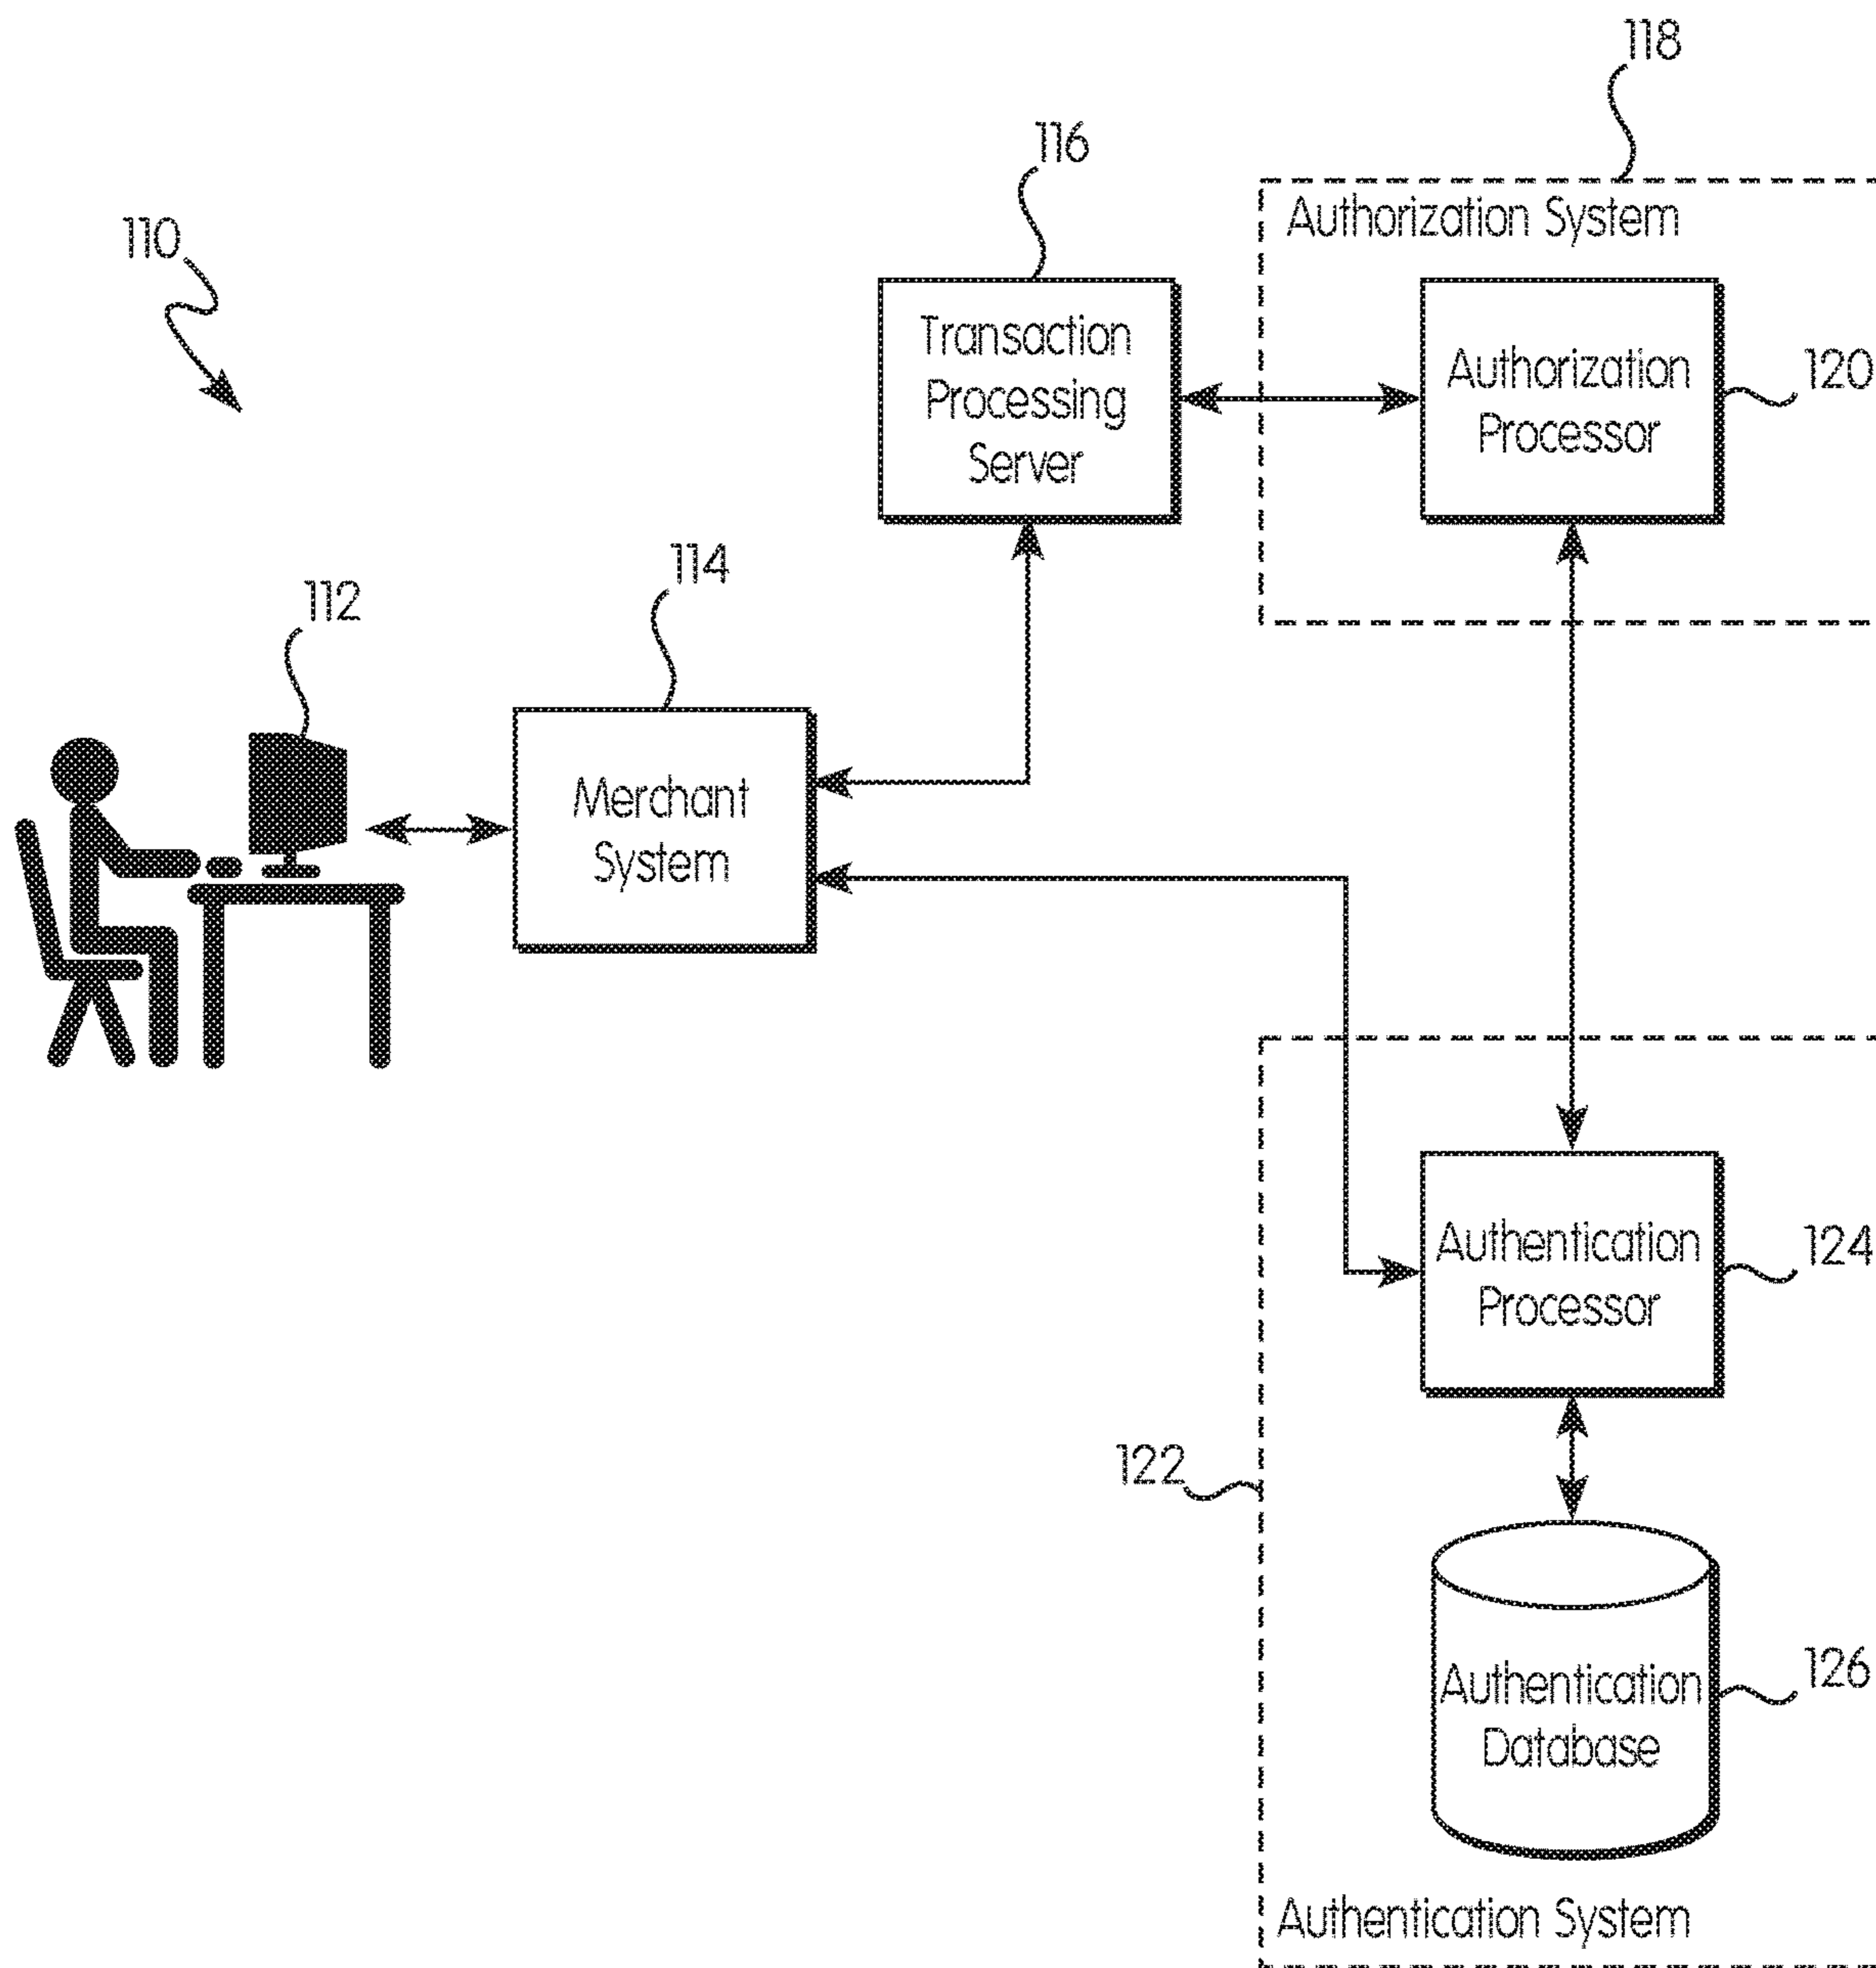 118
116
Authorization System
110
Transaction
Processing
Server
Authorization
Processor
120
114
112
Merchant
System
Authentication
Processor
124
122
Authentication
Database
126
Authentication System